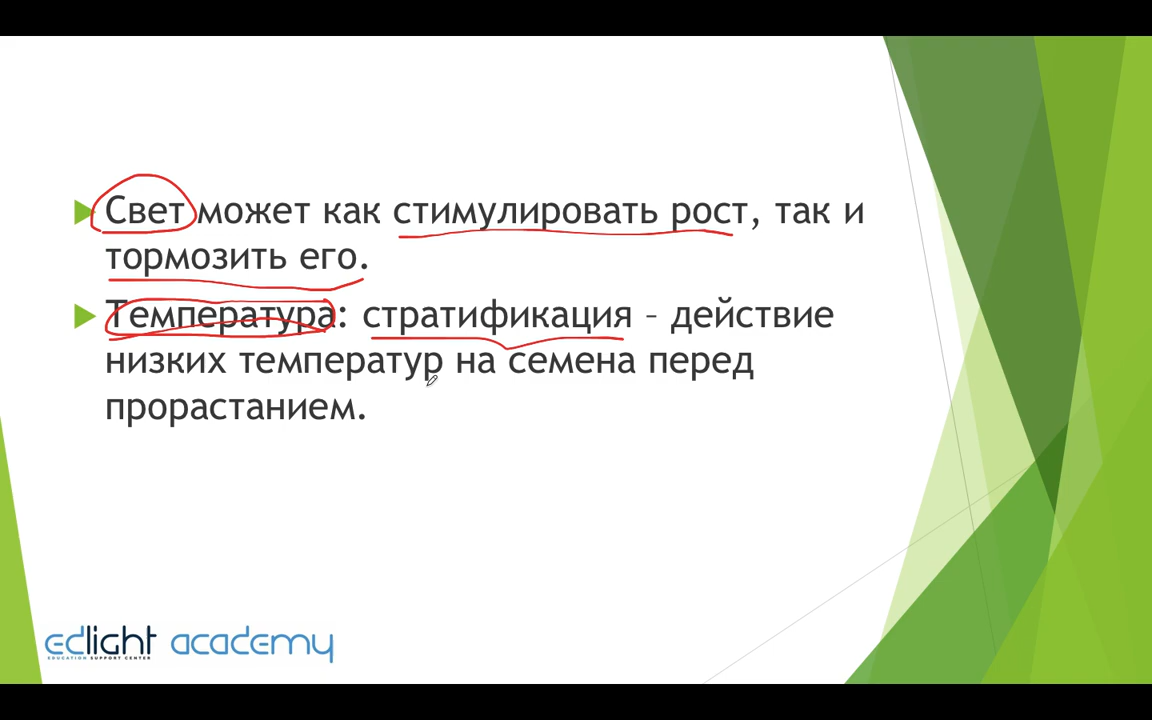 Свет может как стимулировать рост, так и
тормозить его.
Температура: стратификация – действие
низких температур на семена перед
прорастанием.
edlight academy
EDUCATION SUPPORT CENTER